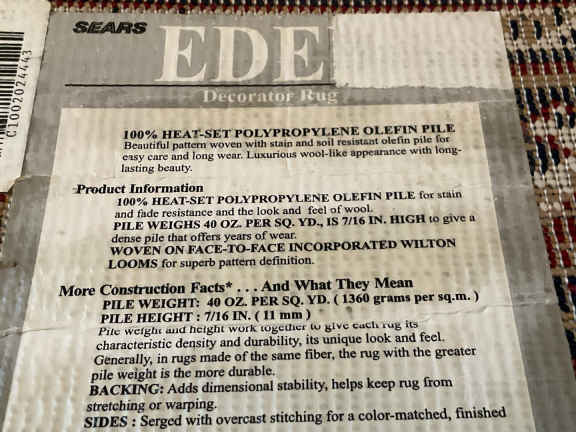 SEARS
EDE
Decorator Rug
C1002024443
100% HEAT-SET POLYPROPYLENE OLEFIN PILE
Beautiful pattern woven with stain and soil resistant olefin pile for
easy care and long wear. Luxurious wool-like appearance with long-
lasting beauty.
Product Information
100% HEAT-SET POLYPROPYLENE OLEFIN PILE for stain
and fade resistance and the look and feel of wool.
PILE WEIGHS 40 OZ. PER SQ. YD., IS 7/16 IN. HIGH to give a
dense pile that offers years of wear.
WOVEN ON FACE-TO-FACE INCORPORATED WILTON
LOOMS for superb pattern definition.
More Construction Facts* . . . And What They Mean
PILE WEIGHT: 40 OZ. PER SQ. YD. ( 1360 grams per sq.m. )
PILE HEIGHT : 7/16 IN. ( 11 mm )
Pile weight and height work together to give each rug its
characteristic density and durability, its unique look and feel.
Generally, in rugs made of the same fiber, the rug with the greater
pile weight is the more durable.
BACKING: Adds dimensional stability, helps keep rug from
stretching or warping.
SIDES : Serged with overcast stitching for a color-matched, finished